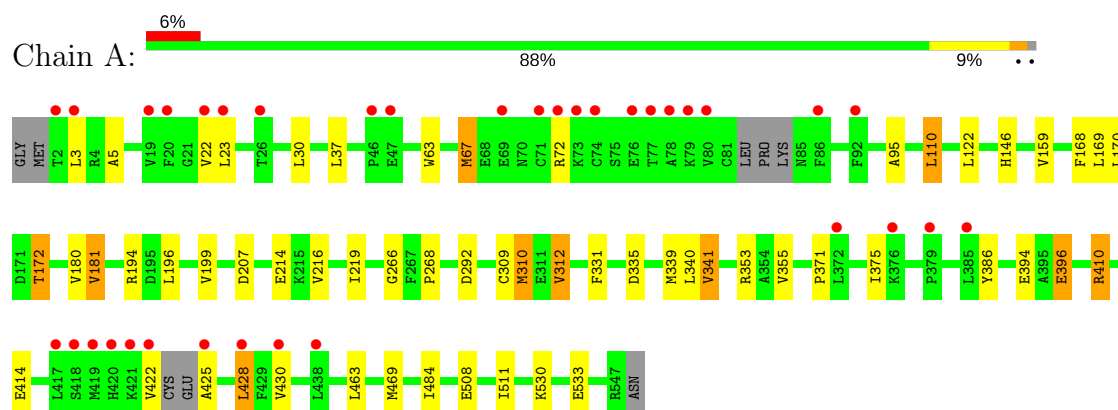 6%
Chain A:
88%
9%
GLY MET T2 L3 R4 A5 V19 F20 G21 V22 L23 T26 L30 L37 P46 E47 W63 M67 E68 E69 N70 C71 R72 K73 C74 S75 E76 T77 A78 K79 V80 C81 LEU PRO LYS N85 F86 F92 A95 L110 L122 H146 V159 F168 L169 L170
D171 T172 V180 V181 R194 D195 L196 V199 D207 E214 K215 V216 I219 G266 F267 P268 D292 C309 M310 E311 V312 F331 D335 M339 L340 V341 R353 A354 V355 P371 L372 I375 K376 P379 L385 Y386 E394 A395 E396 R410
E414 L417 S418 M419 H420 K421 V422 CYS GLU A425 L428 F429 V430 L438 L463 M469 I484 E508 I511 K530 E533 R547 ASN